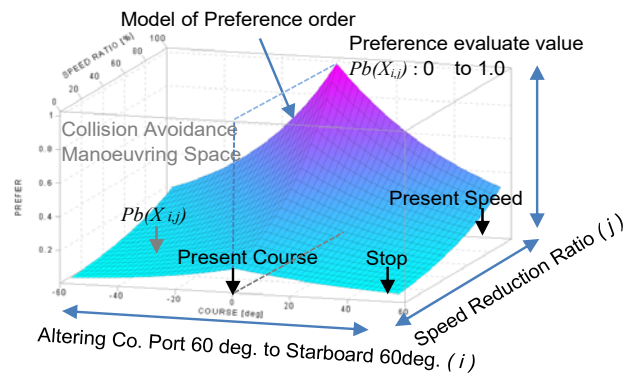 Model of Preference order
Preference evaluate value
Pb(Xi,j) : 0 to 1.0
SPEED RATIO [%]
0 20 40 60 80 100
Collision Avoidance
Manoeuvring Space
PREFER
1
0.8
0.6
0.4
0.2
Pb(X i,j)
Present Speed
Present Course
Stop
-60 -20 0 20 40 60
COURSE [deg]
Speed Reduction Ratio ( j )
Altering Co. Port 60 deg. to Starboard 60deg. ( i )